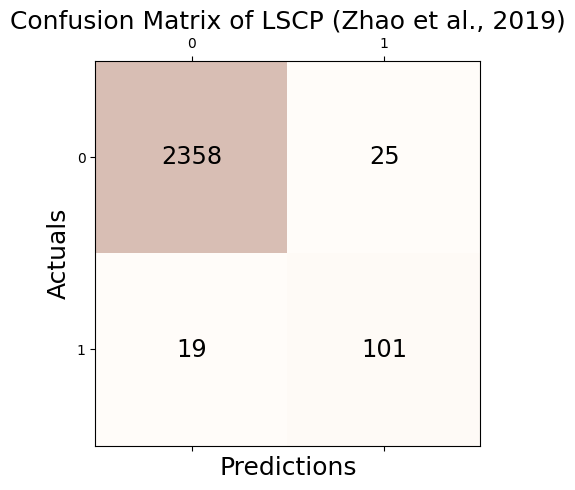 Confusion Matrix of LSCP (Zhao et al., 2019)
0 1
0 2358 25
Actuals
1 19 101
Predictions